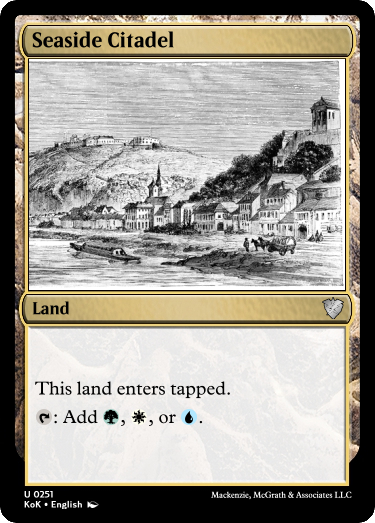 Seaside Citadel
Land
This land enters tapped.
: Add , , or .
U 0251
KoK • English
Mackenzie, McGrath & Associates LLC